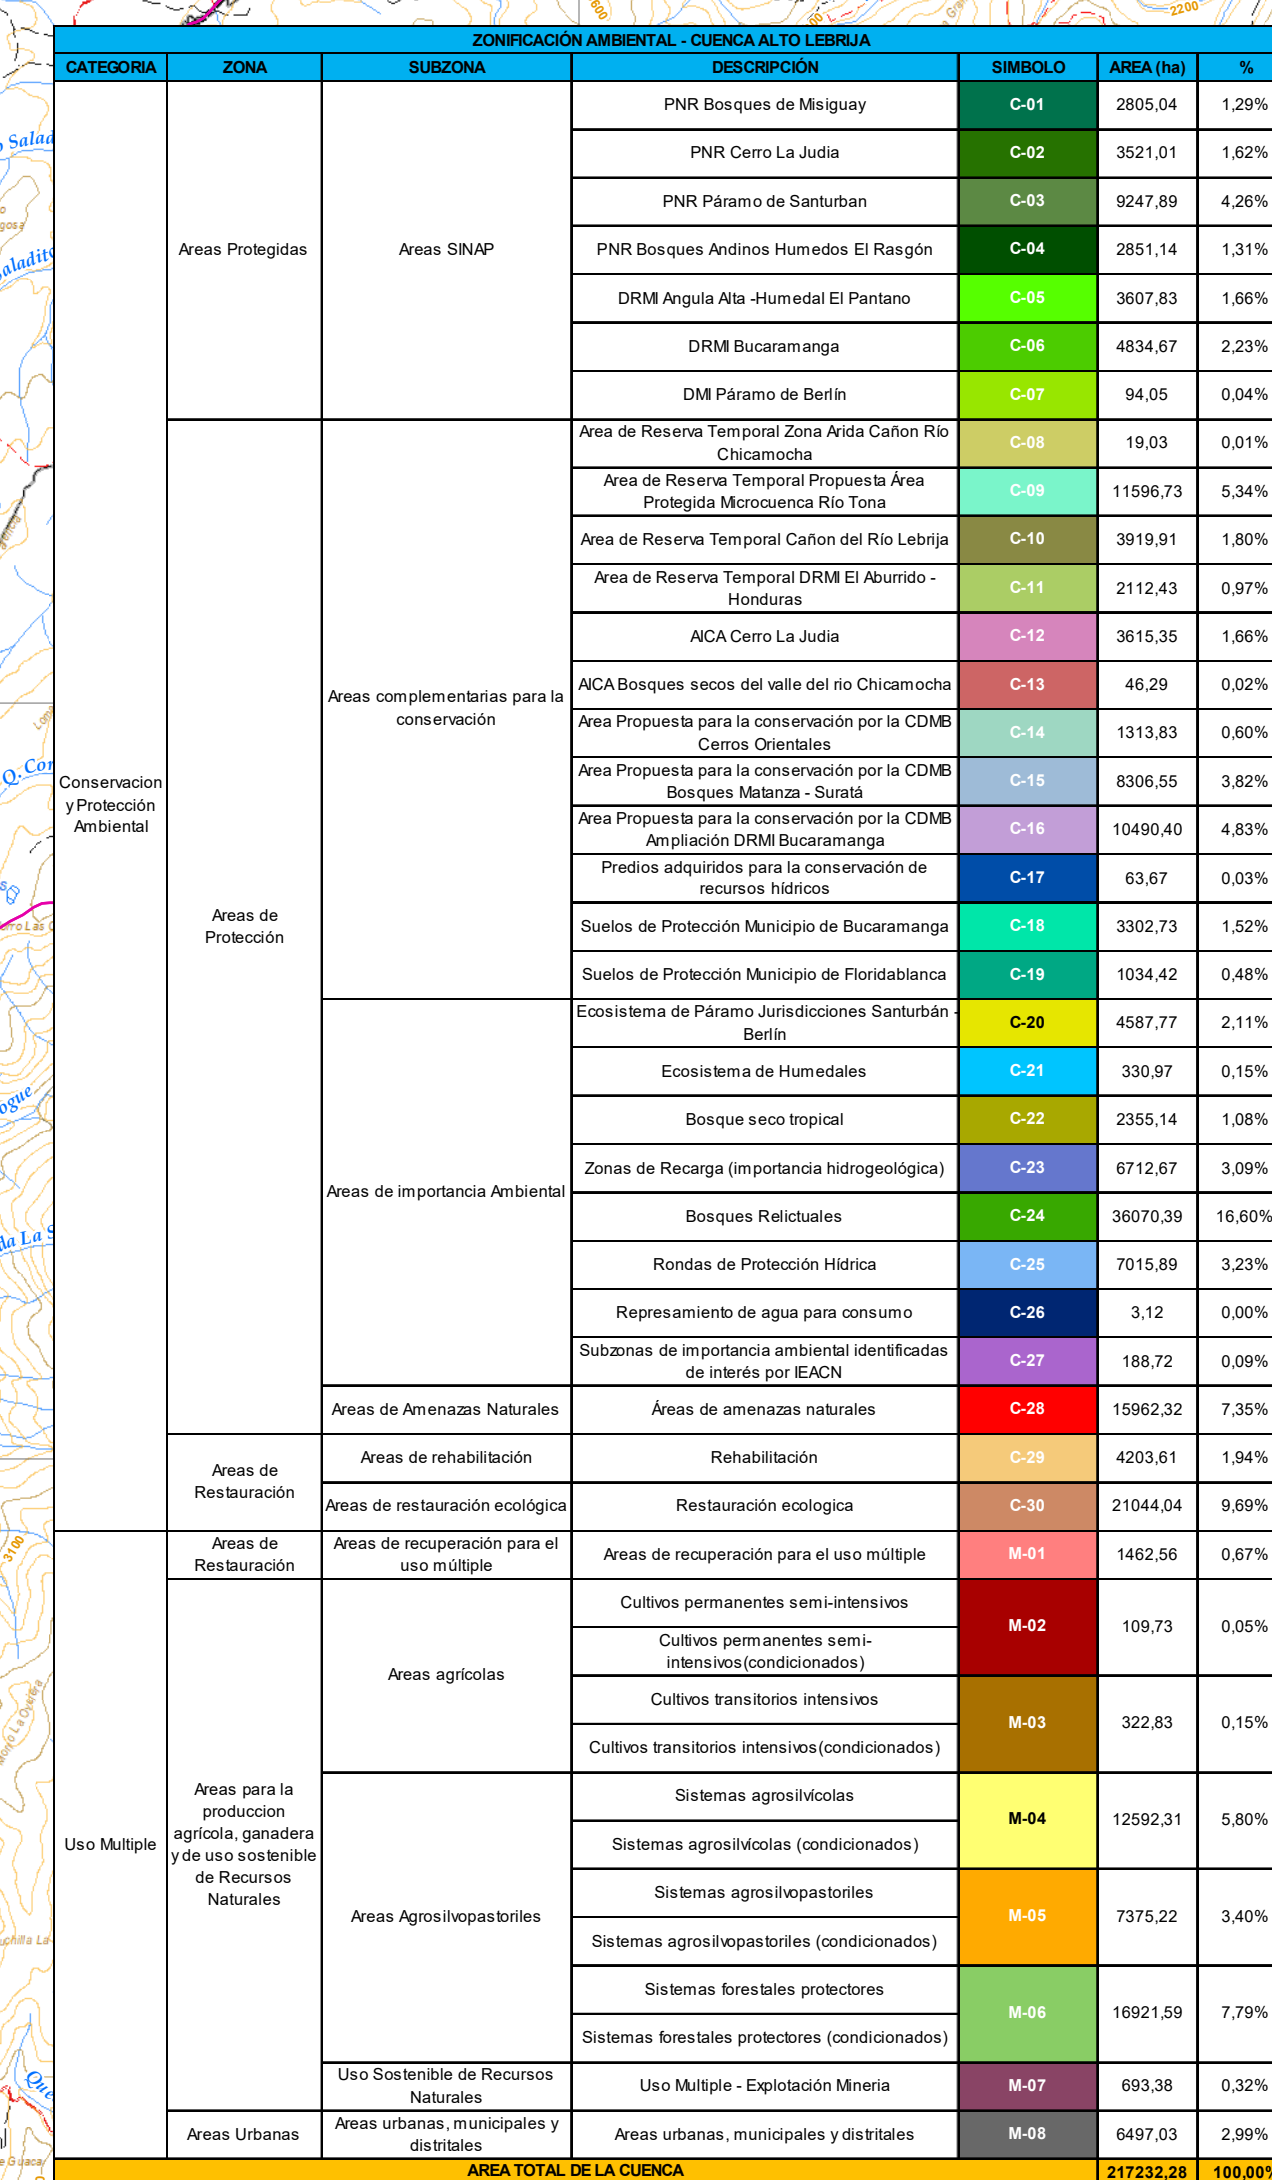 600
2200
ZONIFICACIÓN AMBIENTAL - CUENCA ALTO LEBRIJA
CATEGORIA ZONA SUBZONA DESCRIPCIÓN SIMBOLO AREA (ha) %
Conservacion
y Protección
Ambiental
Areas Protegidas
Areas SINAP
PNR Bosques de Misiguay C-01 2805,04 1,29%
PNR Cerro La Judia C-02 3521,01 1,62%
PNR Páramo de Santurban C-03 9247,89 4,26%
PNR Bosques Andinos Humedos El Rasgón C-04 2851,14 1,31%
DRMI Angula Alta -Humedal El Pantano C-05 3607,83 1,66%
DRMI Bucaramanga C-06 4834,67 2,23%
DMI Páramo de Berlín C-07 94,05 0,04%
Areas de
Protección
Areas complementarias para la
conservación
Area de Reserva Temporal Zona Arida Cañon Río
Chicamocha C-08 19,03 0,01%
Area de Reserva Temporal Propuesta Área
Protegida Microcuenca Río Tona C-09 11596,73 5,34%
Area de Reserva Temporal Cañon del Río Lebrija C-10 3919,91 1,80%
Area de Reserva Temporal DRMI El Aburrido -
Honduras C-11 2112,43 0,97%
AICA Cerro La Judia C-12 3615,35 1,66%
AICA Bosques secos del valle del rio Chicamocha C-13 46,29 0,02%
Area Propuesta para la conservación por la CDMB
Cerros Orientales C-14 1313,83 0,60%
Area Propuesta para la conservación por la CDMB
Bosques Matanza - Suratá C-15 8306,55 3,82%
Area Propuesta para la conservación por la CDMB
Ampliación DRMI Bucaramanga C-16 10490,40 4,83%
Predios adquiridos para la conservación de
recursos hídricos C-17 63,67 0,03%
Suelos de Protección Municipio de Bucaramanga C-18 3302,73 1,52%
Suelos de Protección Municipio de Floridablanca C-19 1034,42 0,48%
Areas de importancia Ambiental
Ecosistema de Páramo Jurisdicciones Santurbán -
Berlín C-20 4587,77 2,11%
Ecosistema de Humedales C-21 330,97 0,15%
Bosque seco tropical C-22 2355,14 1,08%
Zonas de Recarga (importancia hidrogeológica) C-23 6712,67 3,09%
Bosques Relictuales C-24 36070,39 16,60%
Rondas de Protección Hídrica C-25 7015,89 3,23%
Represamiento de agua para consumo C-26 3,12 0,00%
Subzonas de importancia ambiental identificadas
de interés por IEACN C-27 188,72 0,09%
Areas de Amenazas Naturales Áreas de amenazas naturales C-28 15962,32 7,35%
Areas de
Restauración
Areas de rehabilitación Rehabilitación C-29 4203,61 1,94%
Areas de restauración ecológica Restauración ecologica C-30 21044,04 9,69%
Uso Multiple
Areas de
Restauración
Areas de recuperación para el
uso múltiple
Areas de recuperación para el uso múltiple M-01 1462,56 0,67%
Areas para la
produccion
agrícola, ganadera
y de uso sostenible
de Recursos
Naturales
Areas agrícolas
Cultivos permanentes semi-intensivos
Cultivos permanentes semi-
intensivos(condicionados)
M-02 109,73 0,05%
Cultivos transitorios intensivos
Cultivos transitorios intensivos(condicionados)
M-03 322,83 0,15%
Areas Agrosilvopastoriles
Sistemas agrosilvícolas
Sistemas agrosilvícolas (condicionados)
M-04 12592,31 5,80%
Sistemas agrosilvopastoriles
Sistemas agrosilvopastoriles (condicionados)
M-05 7375,22 3,40%
Sistemas forestales protectores
Sistemas forestales protectores (condicionados)
M-06 16921,59 7,79%
Uso Sostenible de Recursos
Naturales
Uso Multiple - Explotación Mineria M-07 693,38 0,32%
Areas Urbanas
Areas urbanas, municipales y
distritales
Areas urbanas, municipales y distritales M-08 6497,03 2,99%
AREA TOTAL DE LA CUENCA 217232,28 100,00%
3100